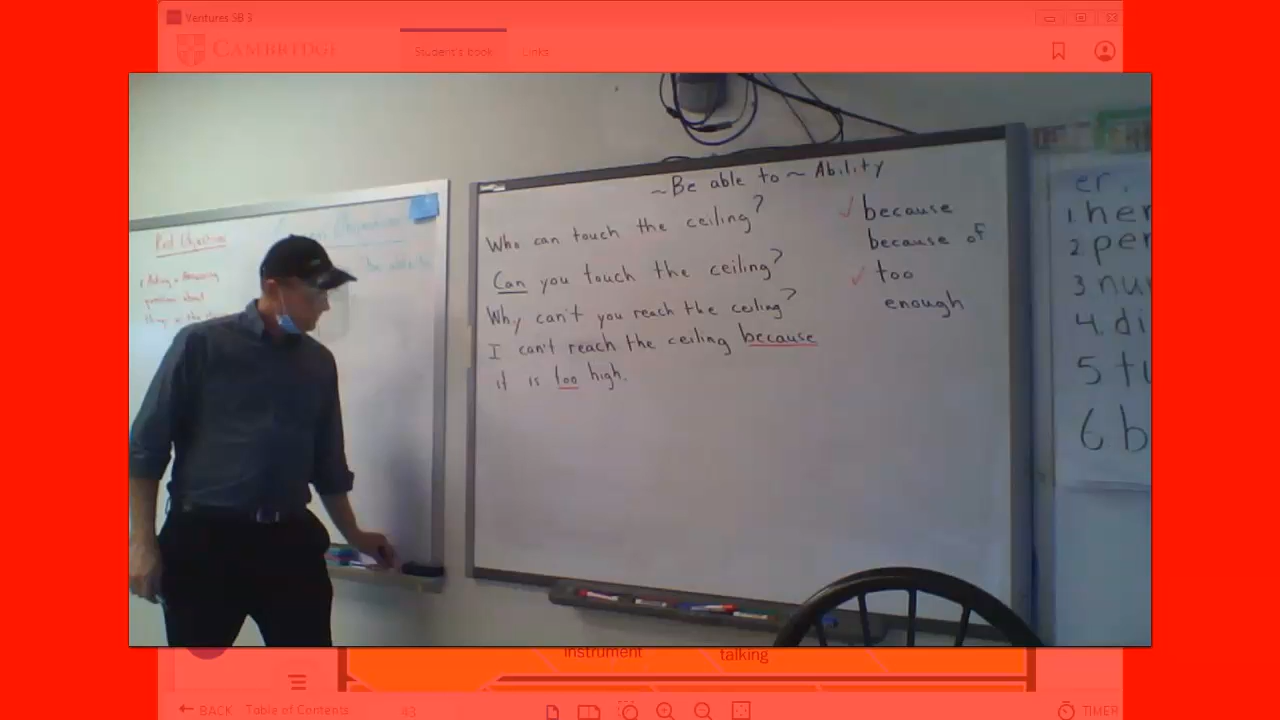 Ventures SB 3
CAMBRIDGE
Student's book
Links
~Be able to ~ Ability
Who can touch the ceiling?
Can you touch the ceiling?
Why can't you reach the ceiling?
I can't reach the ceiling because
it is too high.
✓ because
because of
✓ too
enough
Red Objectives
er.
1. her
2. per
3 nu
4. di
5 tu
6 b
instrument
talking
BACK
Table of Contents
43
TIMER